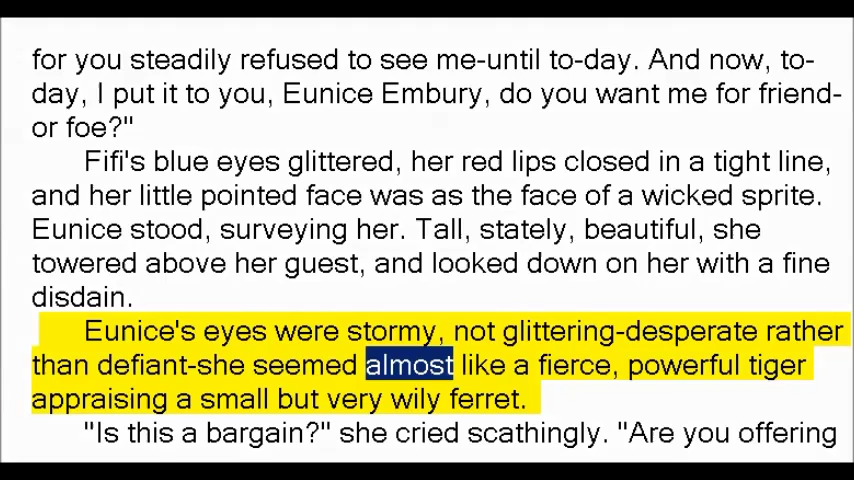 for you steadily refused to see me-until to-day. And now, to-
day, I put it to you, Eunice Embury, do you want me for friend-
or foe?"
Fifi's blue eyes glittered, her red lips closed in a tight line,
and her little pointed face was as the face of a wicked sprite.
Eunice stood, surveying her. Tall, stately, beautiful, she
towered above her guest, and looked down on her with a fine
disdain.
Eunice's eyes were stormy, not glittering-desperate rather
than defiant-she seemed almost like a fierce, powerful tiger
appraising a small but very wily ferret.
"Is this a bargain?" she cried scathingly. "Are you offering